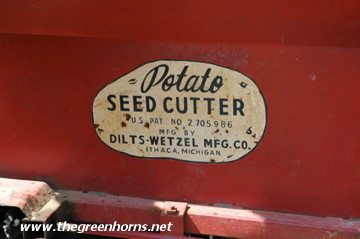 Potato
SEED CUTTER
U.S. PAT NO. 2,705,986
MFG BY
DILTS-WETZEL MFG. CO.
ITHACA, MICHIGAN
www.thegreenhorns.net